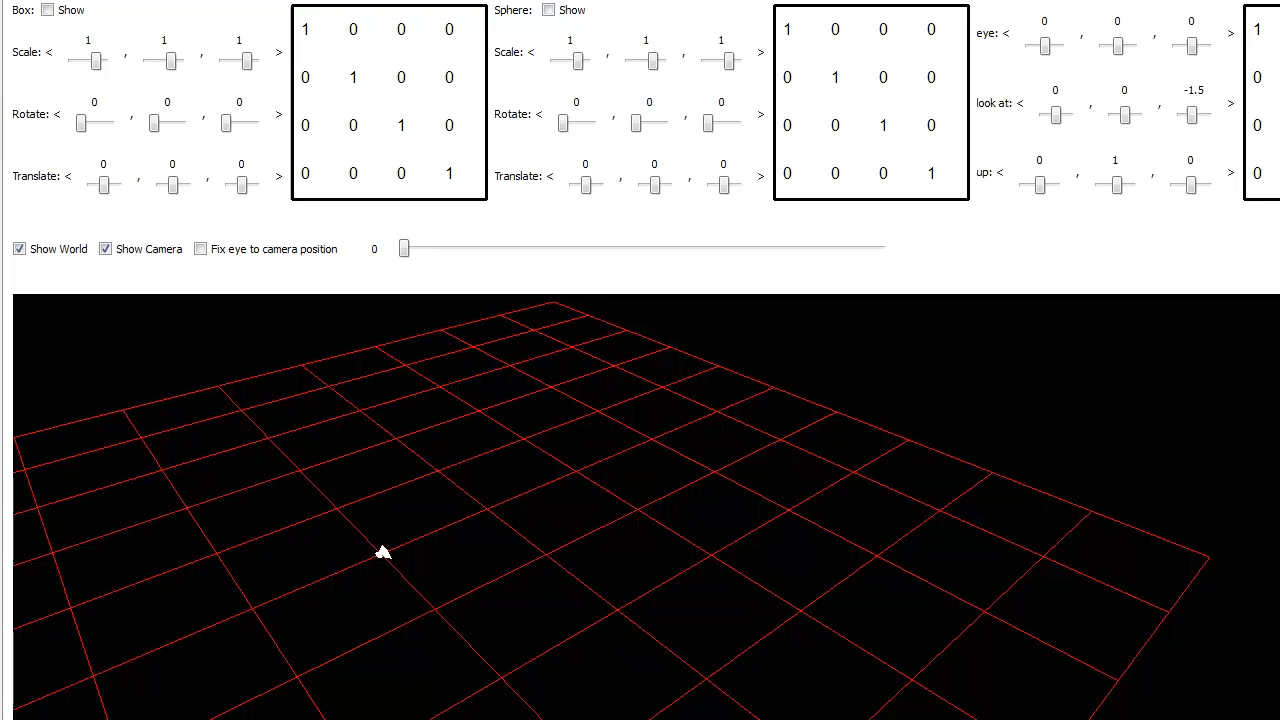 Box: Show
1 1 1
Scale: < , , >
0 0 0
Rotate: < , , >
0 0 0
Translate: < , , >
1 0 0 0
0 1 0 0
0 0 1 0
0 0 0 1
Sphere: Show
1 1 1
Scale: < , , >
0 0 0
Rotate: < , , >
0 0 0
Translate: < , , >
1 0 0 0
0 1 0 0
0 0 1 0
0 0 0 1
0 0 0
eye: < , , >
0 0 -1.5
look at: < , , >
0 1 0
up: < , , >
1
0
0
0
Show World Show Camera Fix eye to camera position 0